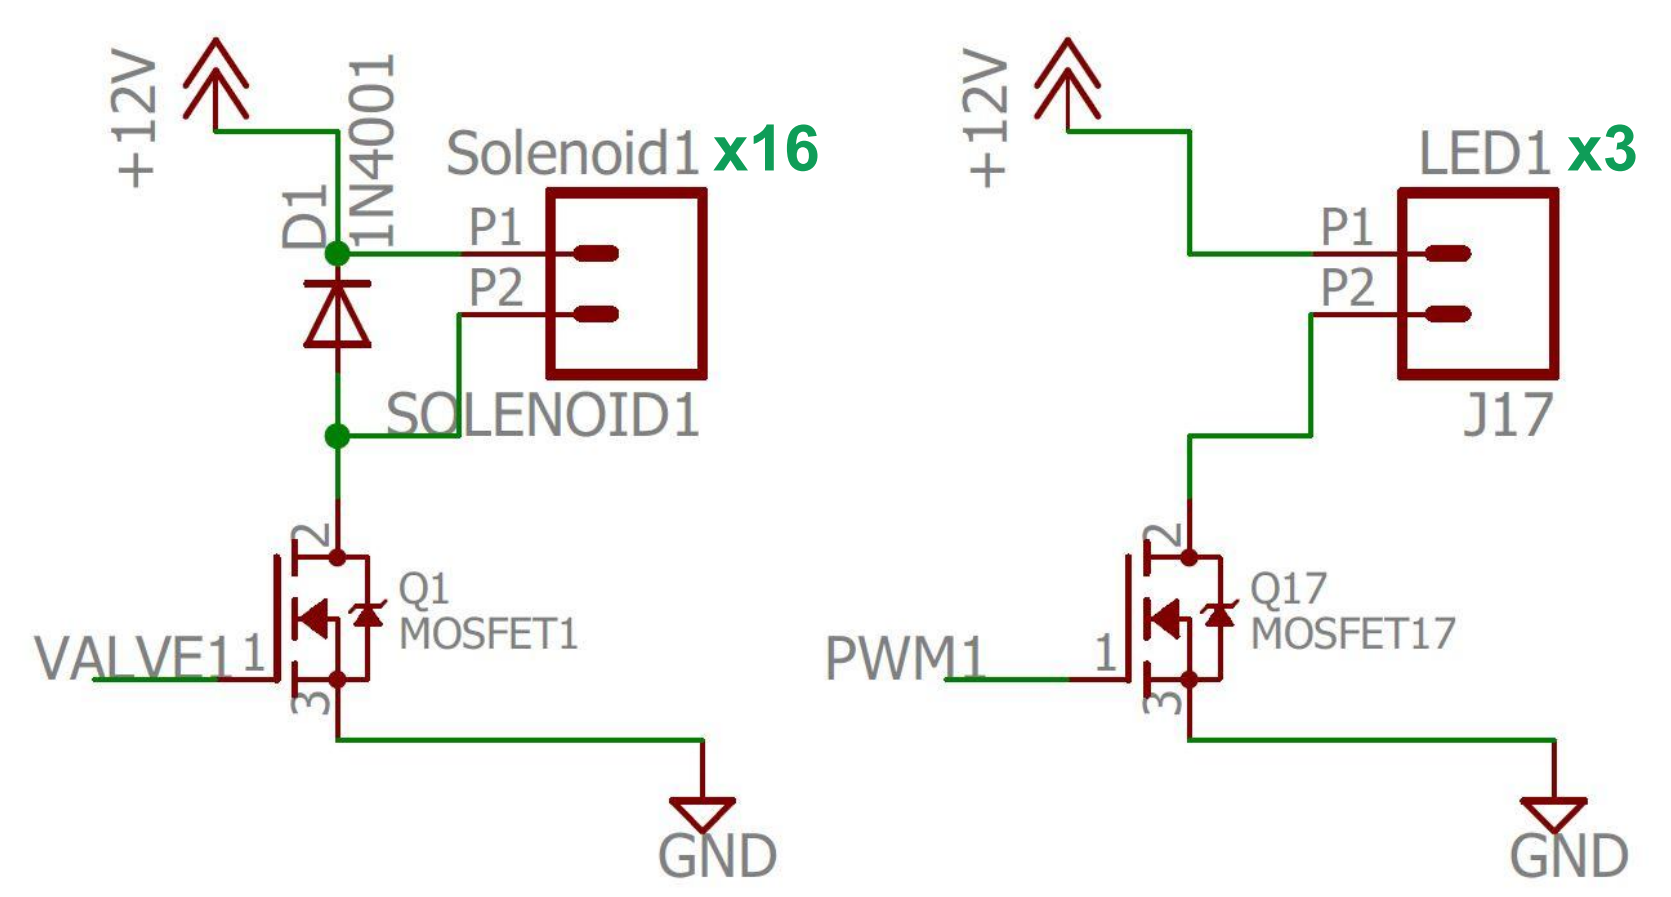 +12V
D1
1N4001
Solenoid1 x16
P1
P2
SOLENOID1
2
Q1
MOSFET1
VALVE1
1
3
GND
+12V
LED1 x3
P1
P2
J17
2
Q17
MOSFET17
PWM1
1
3
GND